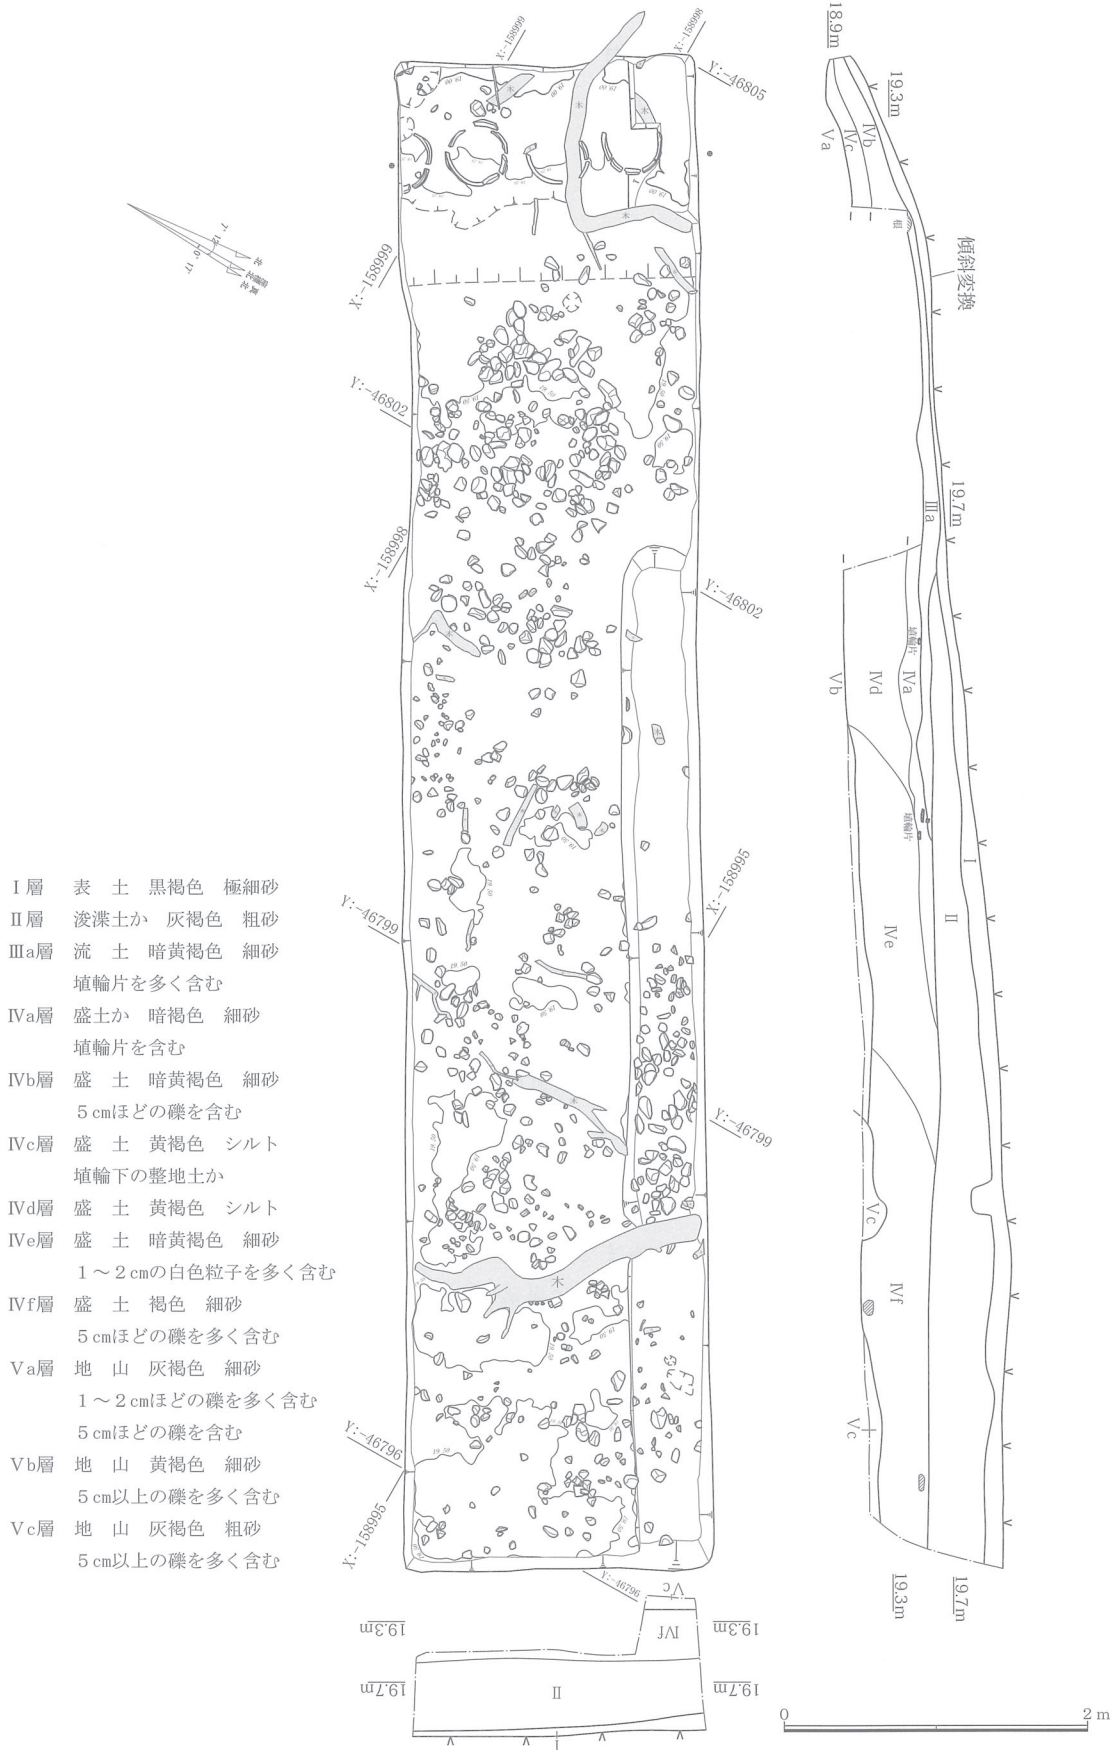 X:-158999
X:-158998
Y:-46805
18.9m
19.3m
Ⅳb
Ⅳc
Ⅴa
根
傾斜変換
木
木
木
木
X:-158999
Y:-46802
X:-158998
19.7m
Ⅲa
Y:-46802
埴輪片
Ⅳa
Ⅳd
Ⅴb
埴輪片
Ⅰ
Ⅱ
Ⅳe
Y:-46799
X:-158995
Y:-46799
Ⅴc
Ⅳf
Ⅴc
木
Y:-46796
X:-158995
Y:-46796
19.3m
19.7m
Ⅰ層 表 土 黒褐色 極細砂
Ⅱ層 浚渫土か 灰褐色 粗砂
Ⅲa層 流 土 暗黄褐色 細砂
埴輪片を多く含む
Ⅳa層 盛土か 暗褐色 細砂
埴輪片を含む
Ⅳb層 盛 土 暗黄褐色 細砂
5㎝ほどの礫を含む
Ⅳc層 盛 土 黄褐色 シルト
埴輪下の整地土か
Ⅳd層 盛 土 黄褐色 シルト
Ⅳe層 盛 土 暗黄褐色 細砂
1～2㎝の白色粒子を多く含む
Ⅳf層 盛 土 褐色 細砂
5㎝ほどの礫を多く含む
Ⅴa層 地 山 灰褐色 細砂
1～2㎝ほどの礫を多く含む
5㎝ほどの礫を含む
Ⅴb層 地 山 黄褐色 細砂
5㎝以上の礫を多く含む
Ⅴc層 地 山 灰褐色 粗砂
5㎝以上の礫を多く含む
Ⅴc
19.3m
Ⅳf
19.3m
19.7m
Ⅱ
19.7m
Ⅰ
0 2 m